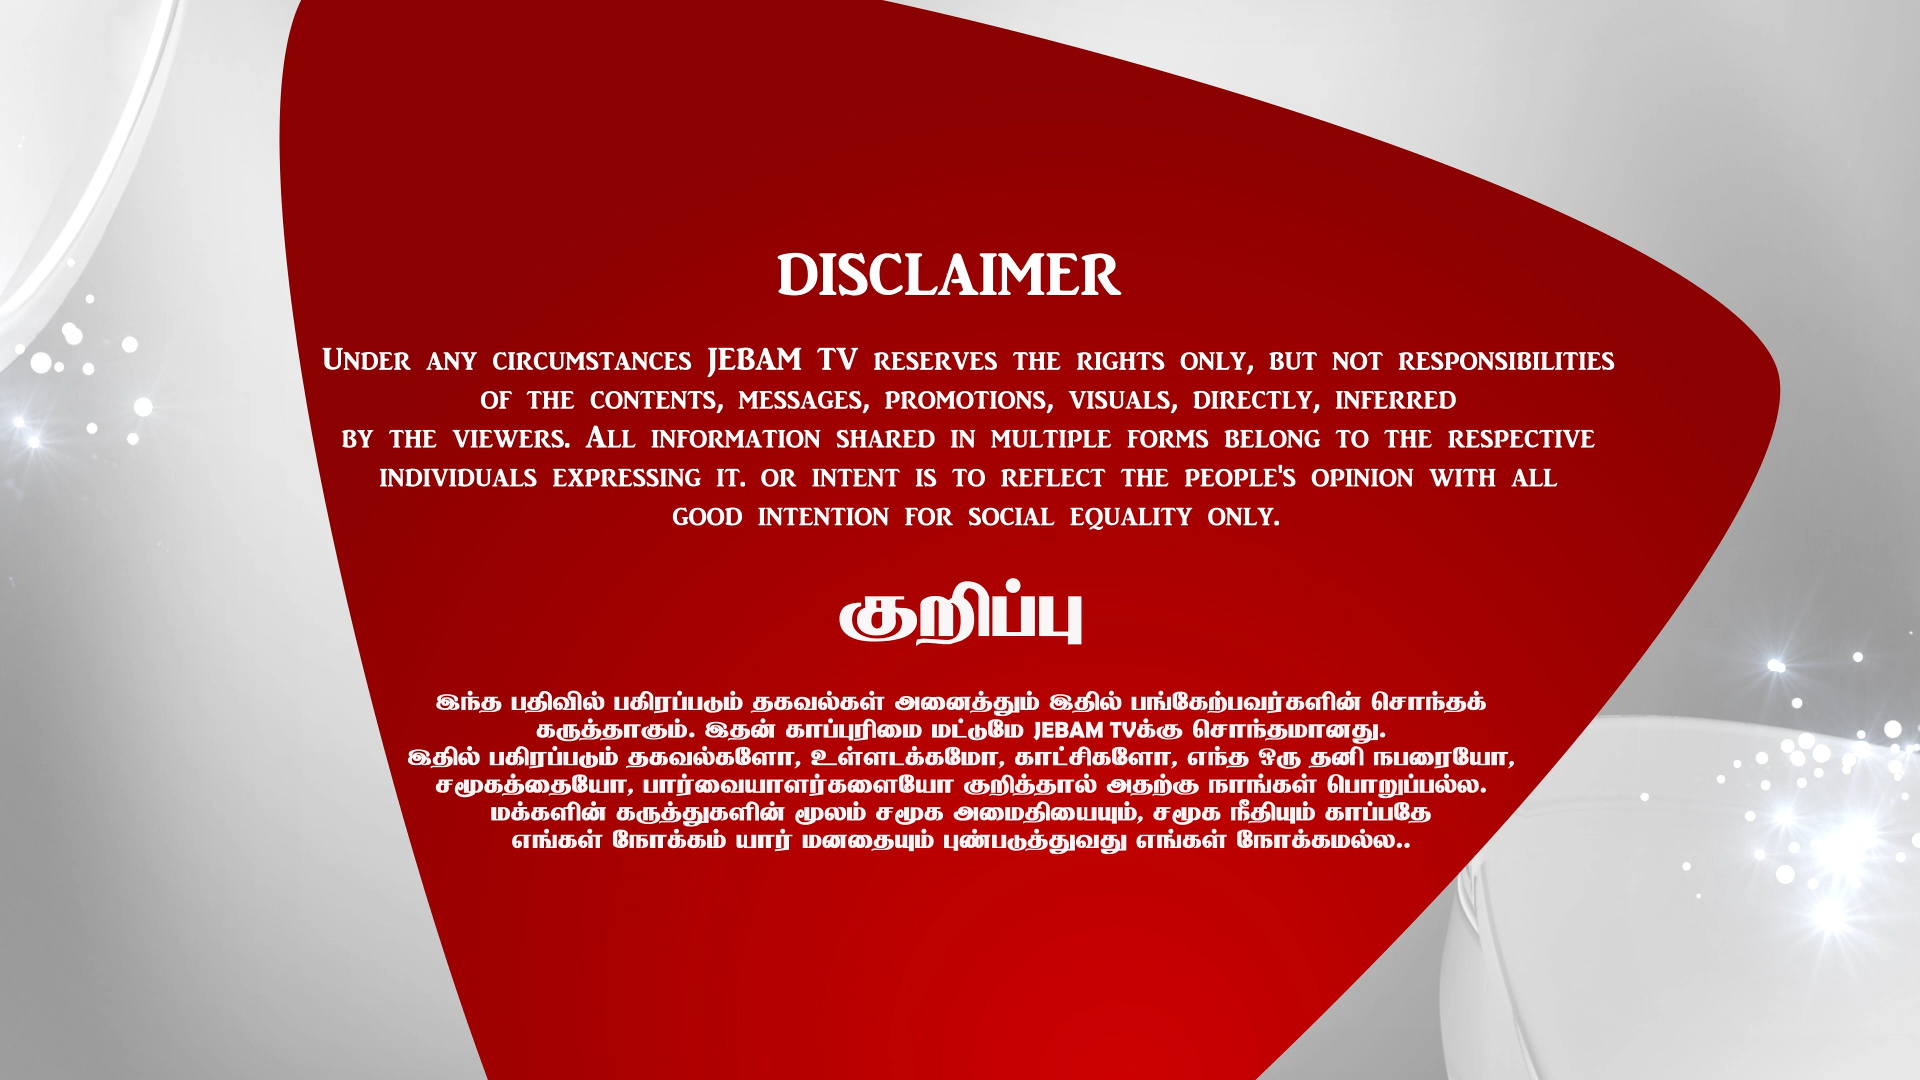 DISCLAIMER
Under any circumstances JEBAM TV reserves the rights only, but not responsibilities
of the contents, messages, promotions, visuals, directly, inferred
by the viewers. All information shared in multiple forms belong to the respective
individuals expressing it. or intent is to reflect the people's opinion with all
good intention for social equality only.
குறிப்பு
இந்த பதிவில் பகிரப்படும் தகவல்கள் அனைத்தும் இதில் பங்கேற்பவர்களின் சொந்தக்
கருத்தாகும். இதன் காப்புரிமை மட்டுமே JEBAM TVக்கு சொந்தமானது.
இதில் பகிரப்படும் தகவல்களோ, உள்ளடக்கமோ, காட்சிகளோ, எந்த ஒரு தனி நபரையோ,
சமூகத்தையோ, பார்வையாளர்களையோ குறித்தால் அதற்கு நாங்கள் பொறுப்பல்ல.
மக்களின் கருத்துகளின் மூலம் சமூக அமைதியையும், சமூக நீதியும் காப்பதே
எங்கள் நோக்கம் யார் மனதையும் புண்படுத்துவது எங்கள் நோக்கமல்ல..